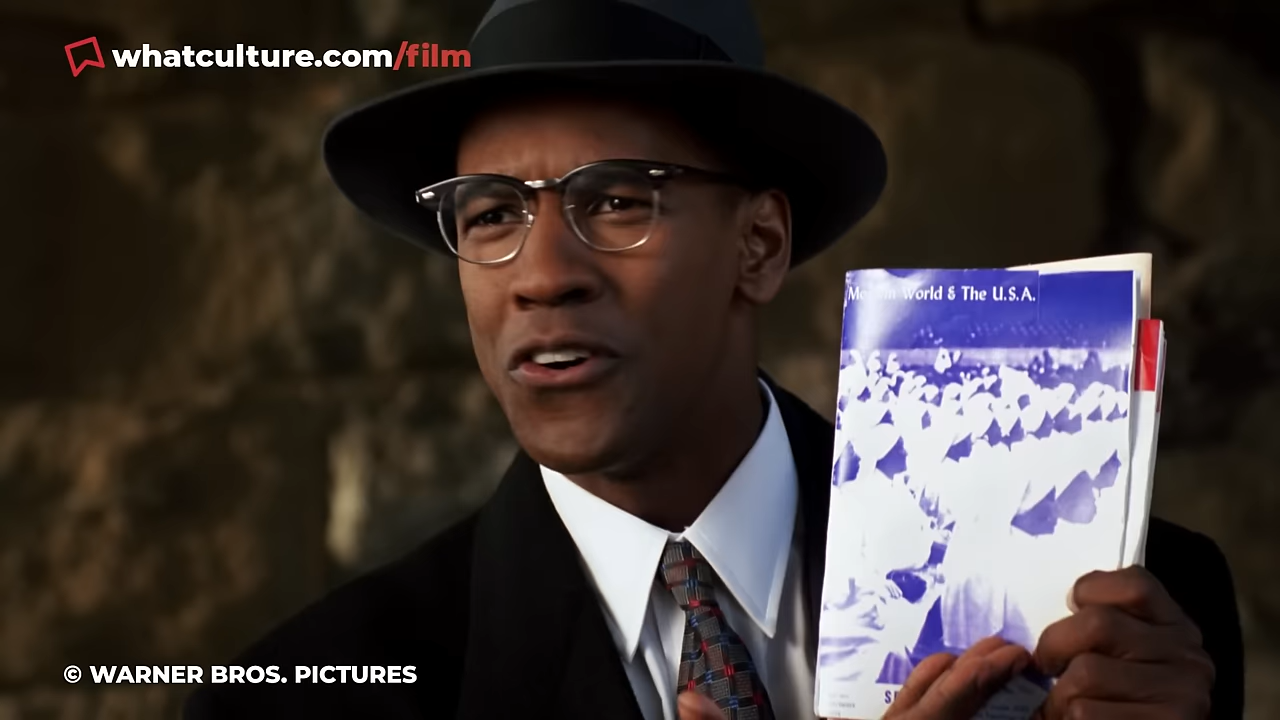 whatculture.com/film
World & The U.S.A.
© WARNER BROS. PICTURES